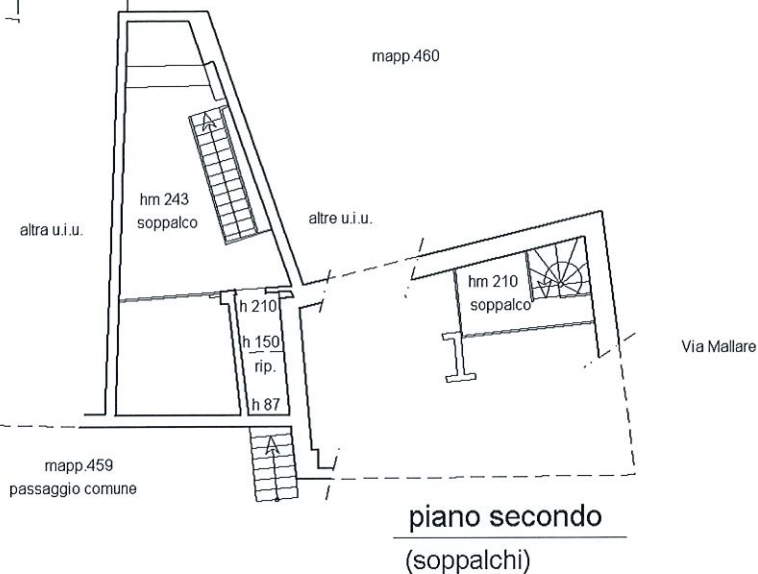 mapp.460
hm 243
soppalco
altra u.i.u.
altre u.i.u.
hm 210
soppalco
h 210
h 150
rip.
h 87
Via Mallare
mapp.459
passaggio comune
piano secondo
(soppalchi)